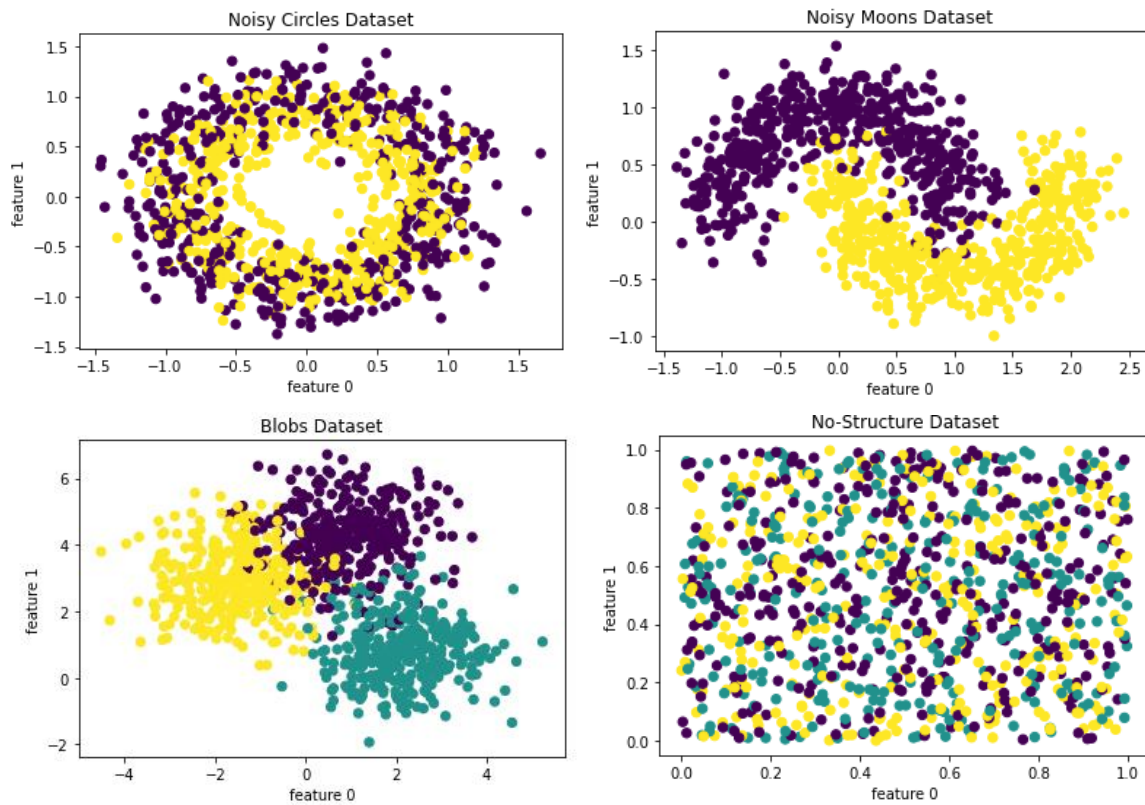 Noisy Circles Dataset
1.5
1.0
0.5
0.0
−0.5
−1.0
−1.5
feature 1
−1.5 −1.0 −0.5 0.0 0.5 1.0 1.5
feature 0
Noisy Moons Dataset
1.5
1.0
0.5
0.0
−0.5
−1.0
feature 1
−1.5 −1.0 −0.5 0.0 0.5 1.0 1.5 2.0 2.5
feature 0
Blobs Dataset
6
4
2
0
−2
feature 1
−4 −2 0 2 4
feature 0
No-Structure Dataset
1.0
0.8
0.6
0.4
0.2
0.0
feature 1
0.0 0.2 0.4 0.6 0.8 1.0
feature 0